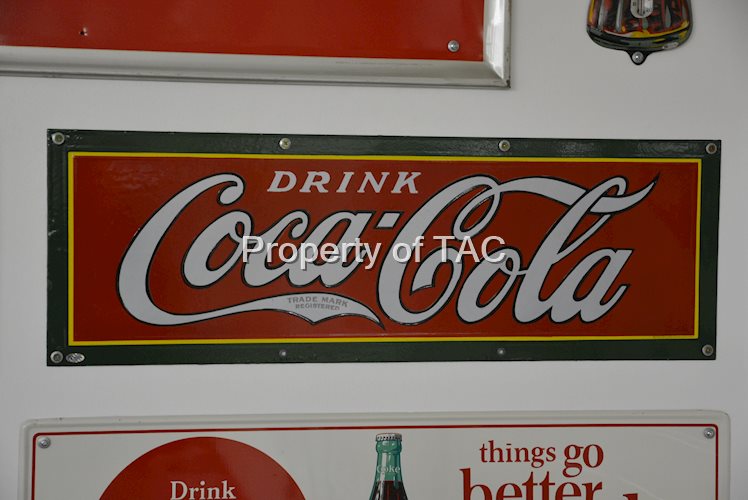 DRINK
Coca-Cola
Property of TAC
TRADE MARK
REGISTERED
Drink
Coke
things go
better